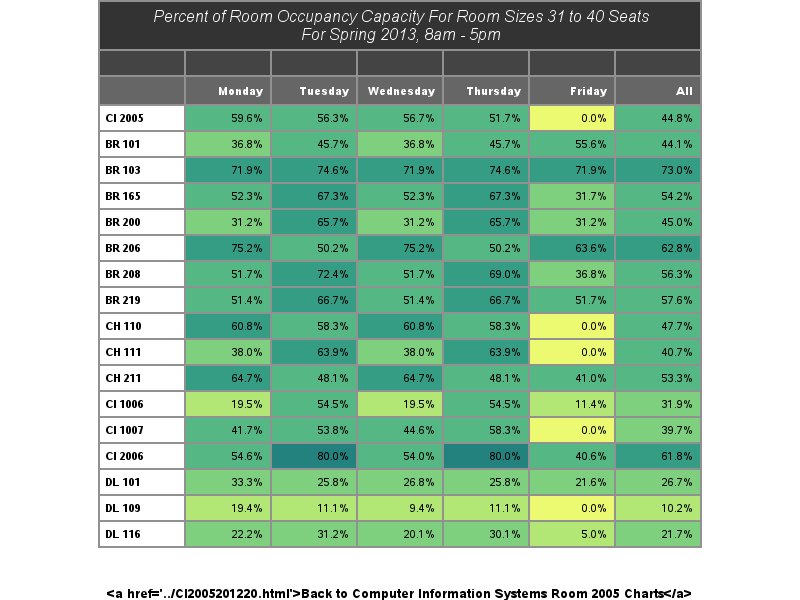 Percent of Room Occupancy Capacity For Room Sizes 31 to 40 Seats
For Spring 2013, 8am - 5pm
Monday Tuesday Wednesday Thursday Friday All
CI 2005 59.6% 56.3% 56.7% 51.7% 0.0% 44.8%
BR 101 36.8% 45.7% 36.8% 45.7% 55.6% 44.1%
BR 103 71.9% 74.6% 71.9% 74.6% 71.9% 73.0%
BR 165 52.3% 67.3% 52.3% 67.3% 31.7% 54.2%
BR 200 31.2% 65.7% 31.2% 65.7% 31.2% 45.0%
BR 206 75.2% 50.2% 75.2% 50.2% 63.6% 62.8%
BR 208 51.7% 72.4% 51.7% 69.0% 36.8% 56.3%
BR 219 51.4% 66.7% 51.4% 66.7% 51.7% 57.6%
CH 110 60.8% 58.3% 60.8% 58.3% 0.0% 47.7%
CH 111 38.0% 63.9% 38.0% 63.9% 0.0% 40.7%
CH 211 64.7% 48.1% 64.7% 48.1% 41.0% 53.3%
CI 1006 19.5% 54.5% 19.5% 54.5% 11.4% 31.9%
CI 1007 41.7% 53.8% 44.6% 58.3% 0.0% 39.7%
CI 2006 54.6% 80.0% 54.0% 80.0% 40.6% 61.8%
DL 101 33.3% 25.8% 26.8% 25.8% 21.6% 26.7%
DL 109 19.4% 11.1% 9.4% 11.1% 0.0% 10.2%
DL 116 22.2% 31.2% 20.1% 30.1% 5.0% 21.7%
<a href='../CI2005201220.html'>Back to Computer Information Systems Room 2005 Charts</a>